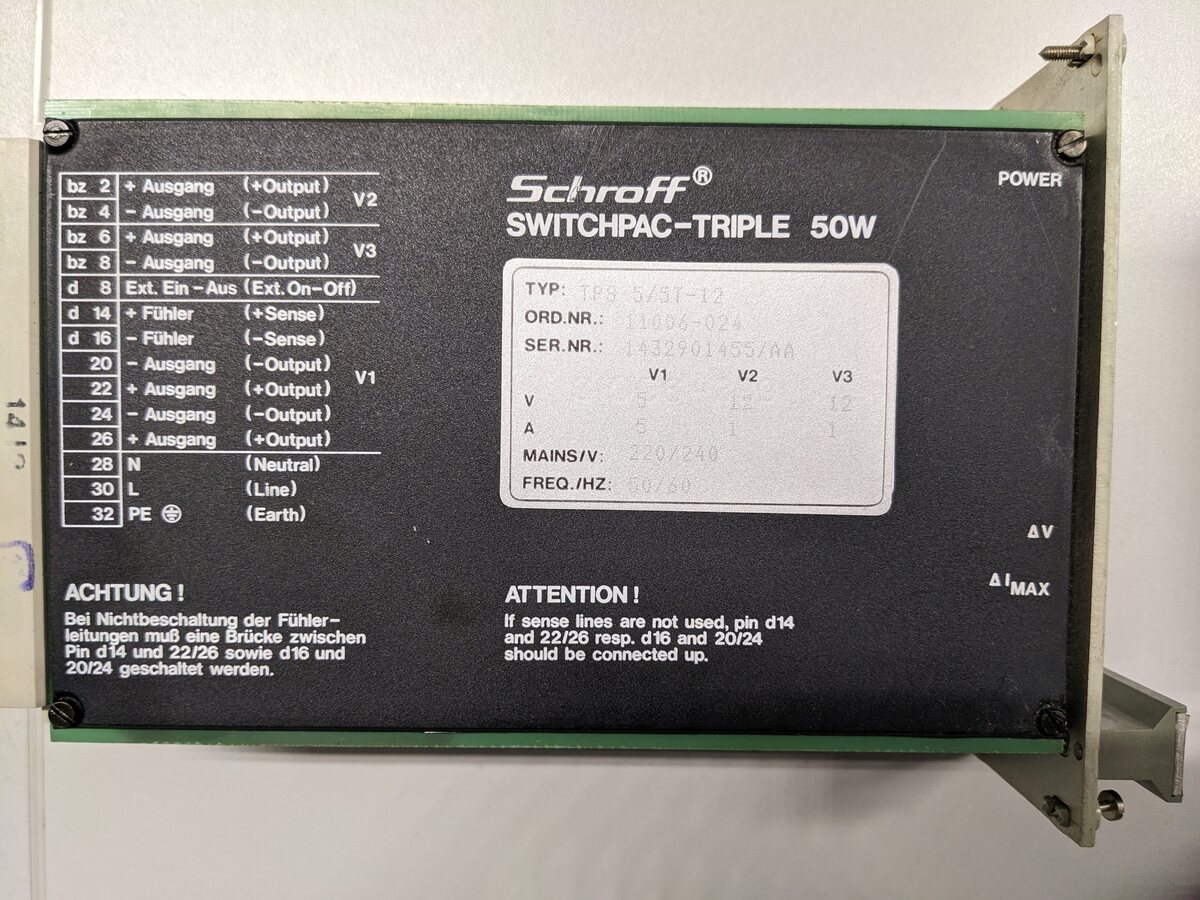 bz 2 + Ausgang (+Output)
V2
bz 4 − Ausgang (−Output)
bz 6 + Ausgang (+Output)
V3
bz 8 − Ausgang (−Output)
d 8 Ext. Ein−Aus (Ext. On−Off)
d 14 + Fühler (+Sense)
d 16 − Fühler (−Sense)
20 − Ausgang (−Output)
V1
22 + Ausgang (+Output)
24 − Ausgang (−Output)
26 + Ausgang (+Output)
28 N (Neutral)
30 L (Line)
32 PE (Earth)
ACHTUNG !
Bei Nichtbeschaltung der Fühler−
leitungen muß eine Brücke zwischen
Pin d14 und 22/26 sowie d16 und
20/24 geschaltet werden.
Schroff®
SWITCHPAC−TRIPLE 50W
TYP: TPS 5/5T-12
ORD.NR.: 11006-024
SER.NR.: 1432901455/AA
V1 V2 V3
V 5 12 12
A 5 1 1
MAINS/V: 220/240
FREQ./HZ: 50/60
ATTENTION !
If sense lines are not used, pin d14
and 22/26 resp. d16 and 20/24
should be connected up.
POWER
ΔV
ΔI MAX